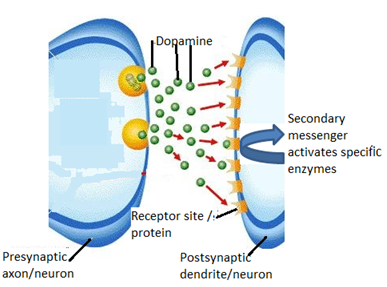 Dopamine
Secondary
messenger
activates specific
enzymes
Receptor site /s
protein
Presynaptic
axon/neuron
Postsynaptic
dendrite/neuron